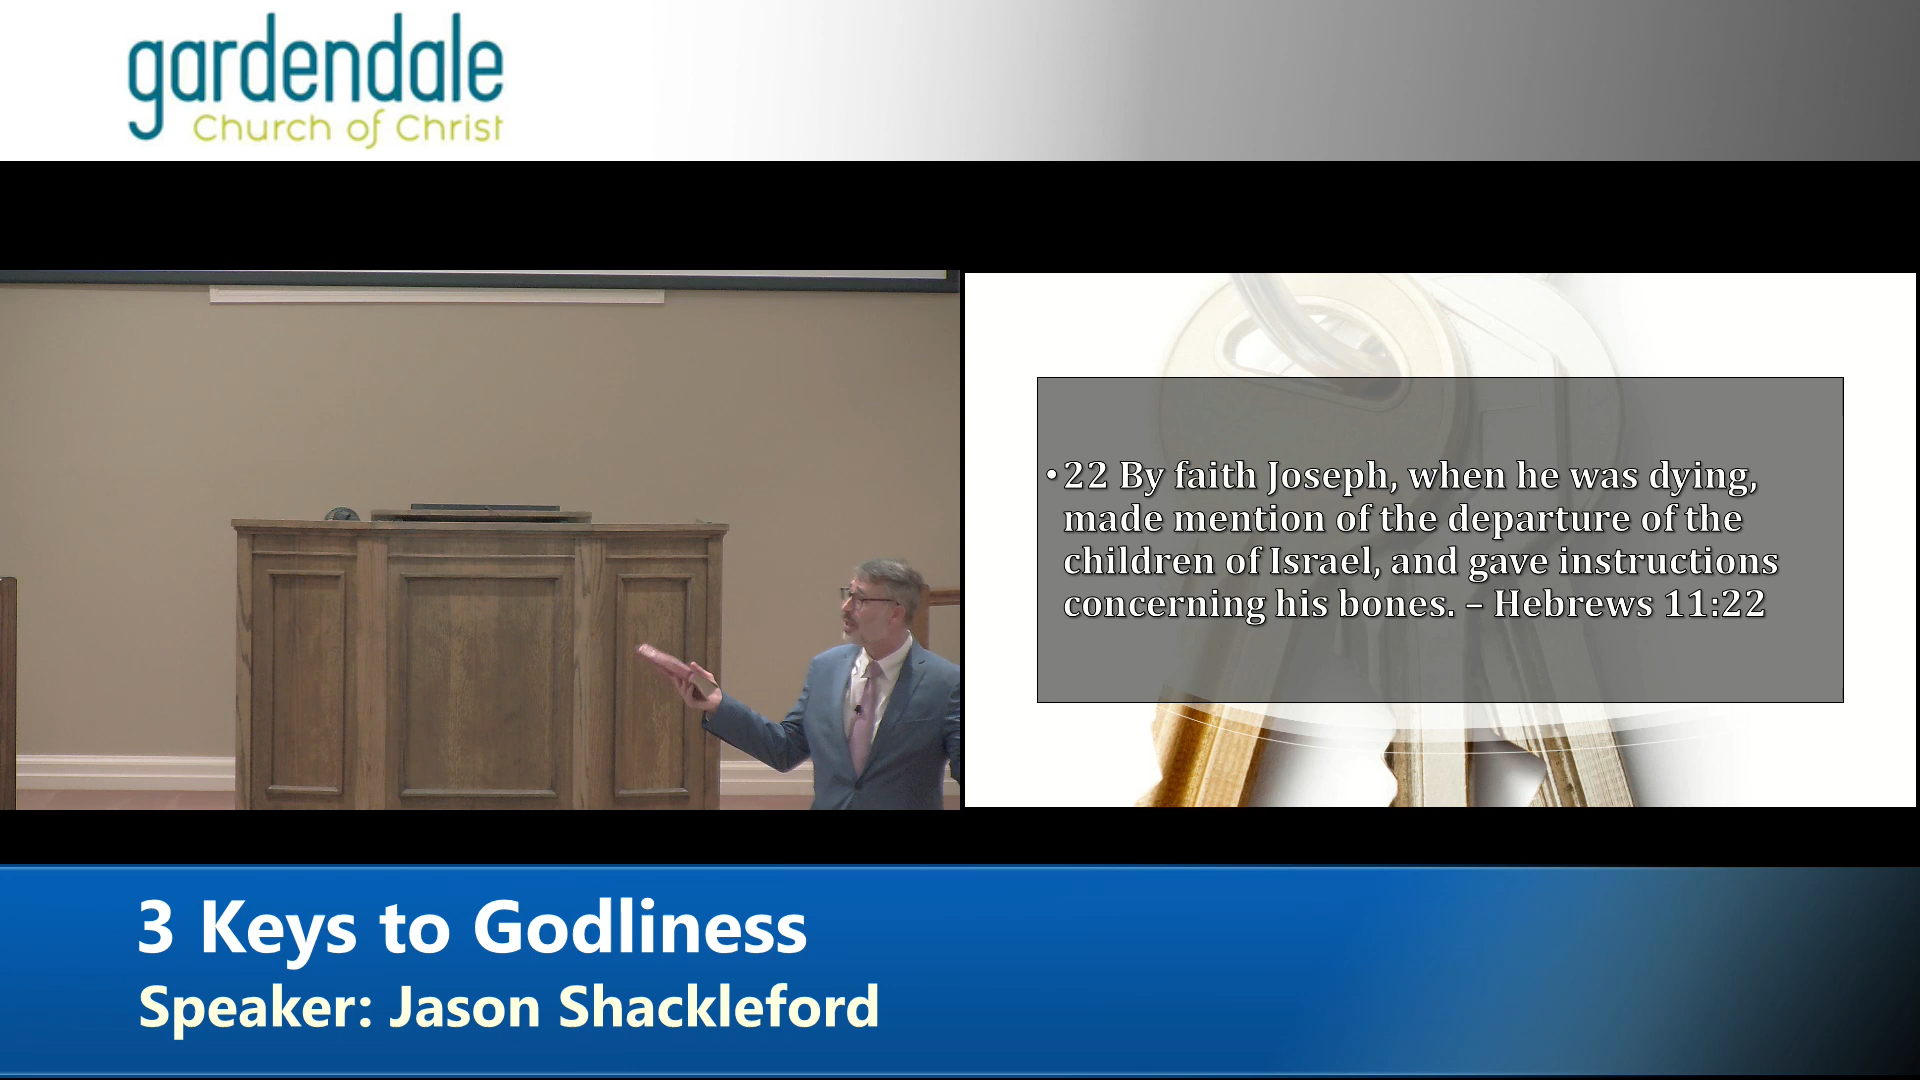 gardendale
Church of Christ
• 22 By faith Joseph, when he was dying,
made mention of the departure of the
children of Israel, and gave instructions
concerning his bones. – Hebrews 11:22
3 Keys to Godliness
Speaker: Jason Shackleford